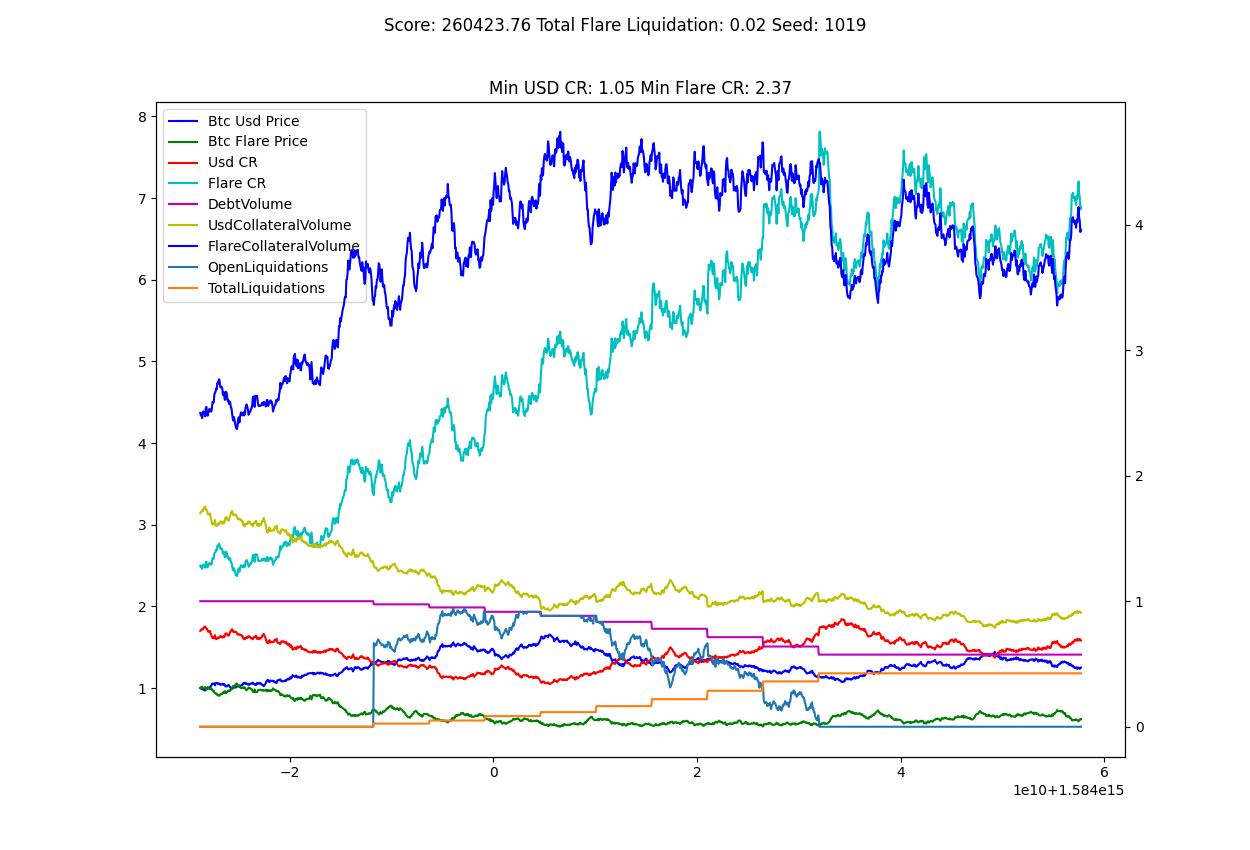 Score: 260423.76 Total Flare Liquidation: 0.02 Seed: 1019
Min USD CR: 1.05 Min Flare CR: 2.37
Btc Usd Price
Btc Flare Price
Usd CR
Flare CR
DebtVolume
UsdCollateralVolume
FlareCollateralVolume
OpenLiquidations
TotalLiquidations
8
7
6
5
4
3
2
1
4
3
2
1
0
−2
0
2
4
6
1e10+1.584e15